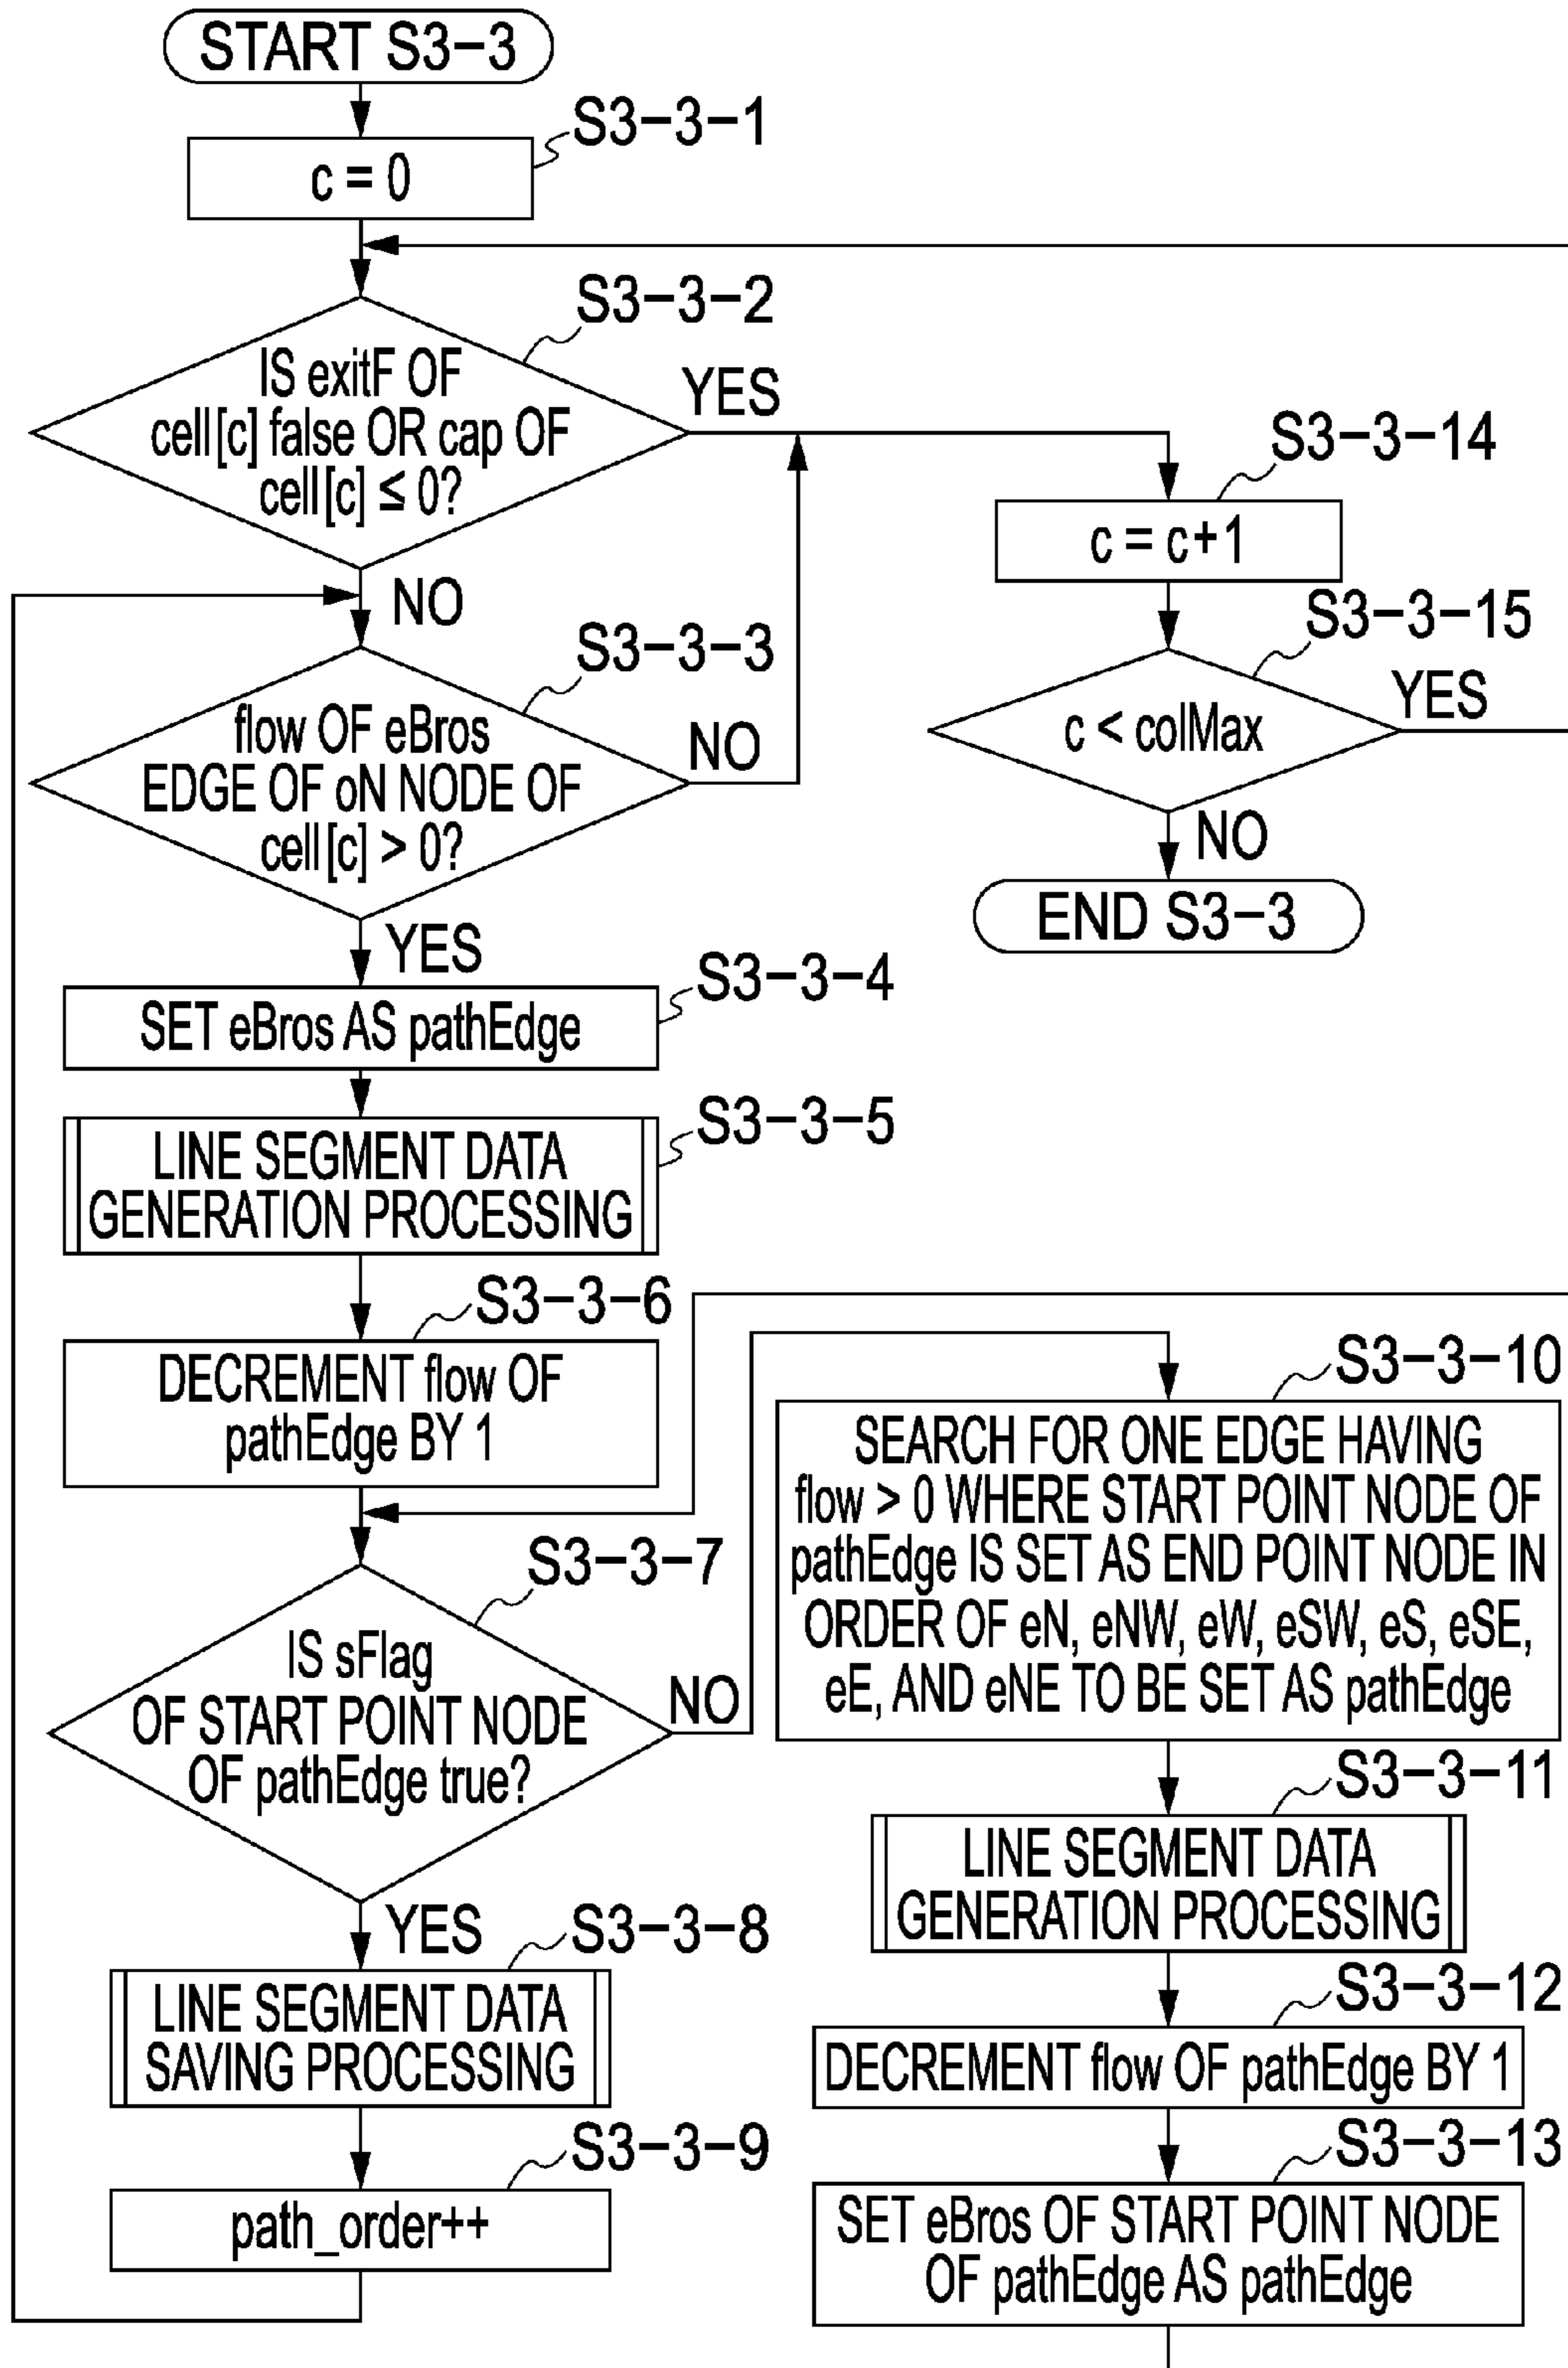 START S3-3
S3-3-1
c = 0
S3-3-2
IS exitF OF
cell[c] false OR cap OF
cell[c] ≤ 0?
YES
NO
S3-3-3
flow OF eBros
EDGE OF oN NODE OF
cell[c] > 0?
NO
YES
S3-3-14
c = c+1
S3-3-15
c < colMax
YES
NO
END S3-3
S3-3-4
SET eBros AS pathEdge
S3-3-5
LINE SEGMENT DATA
GENERATION PROCESSING
S3-3-6
DECREMENT flow OF
pathEdge BY 1
S3-3-7
IS sFlag
OF START POINT NODE
OF pathEdge true?
NO
YES
S3-3-8
LINE SEGMENT DATA
SAVING PROCESSING
S3-3-9
path_order++
S3-3-10
SEARCH FOR ONE EDGE HAVING
flow > 0 WHERE START POINT NODE OF
pathEdge IS SET AS END POINT NODE IN
ORDER OF eN, eNW, eW, eSW, eS, eSE,
eE, AND eNE TO BE SET AS pathEdge
S3-3-11
LINE SEGMENT DATA
GENERATION PROCESSING
S3-3-12
DECREMENT flow OF pathEdge BY 1
S3-3-13
SET eBros OF START POINT NODE
OF pathEdge AS pathEdge